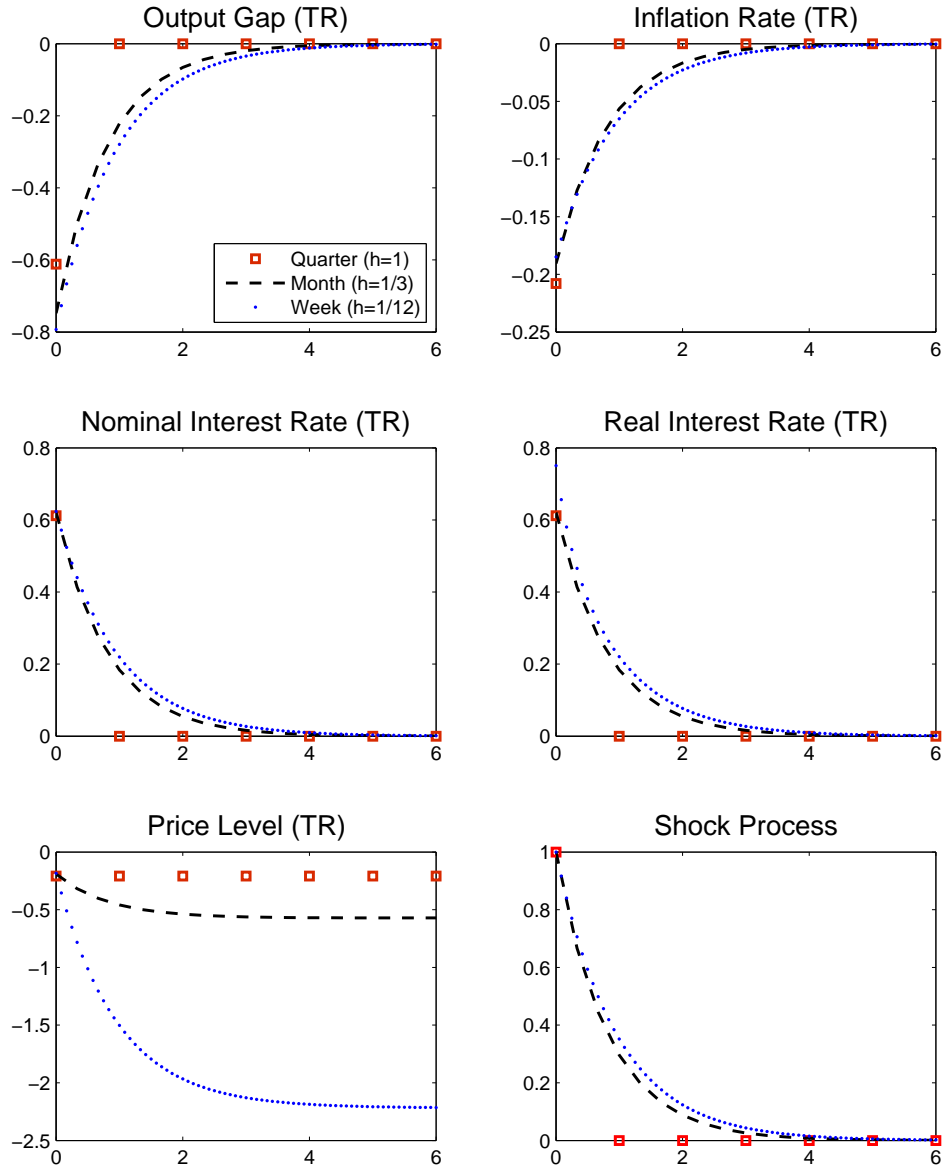 Output Gap (TR)
0
−0.2
−0.4
−0.6
−0.8
0 2 4 6
Quarter (h=1)
Month (h=1/3)
Week (h=1/12)
Inflation Rate (TR)
0
−0.05
−0.1
−0.15
−0.2
−0.25
0 2 4 6
Nominal Interest Rate (TR)
0.8
0.6
0.4
0.2
0
0 2 4 6
Real Interest Rate (TR)
0.8
0.6
0.4
0.2
0
0 2 4 6
Price Level (TR)
0
−0.5
−1
−1.5
−2
−2.5
0 2 4 6
Shock Process
1
0.8
0.6
0.4
0.2
0
0 2 4 6